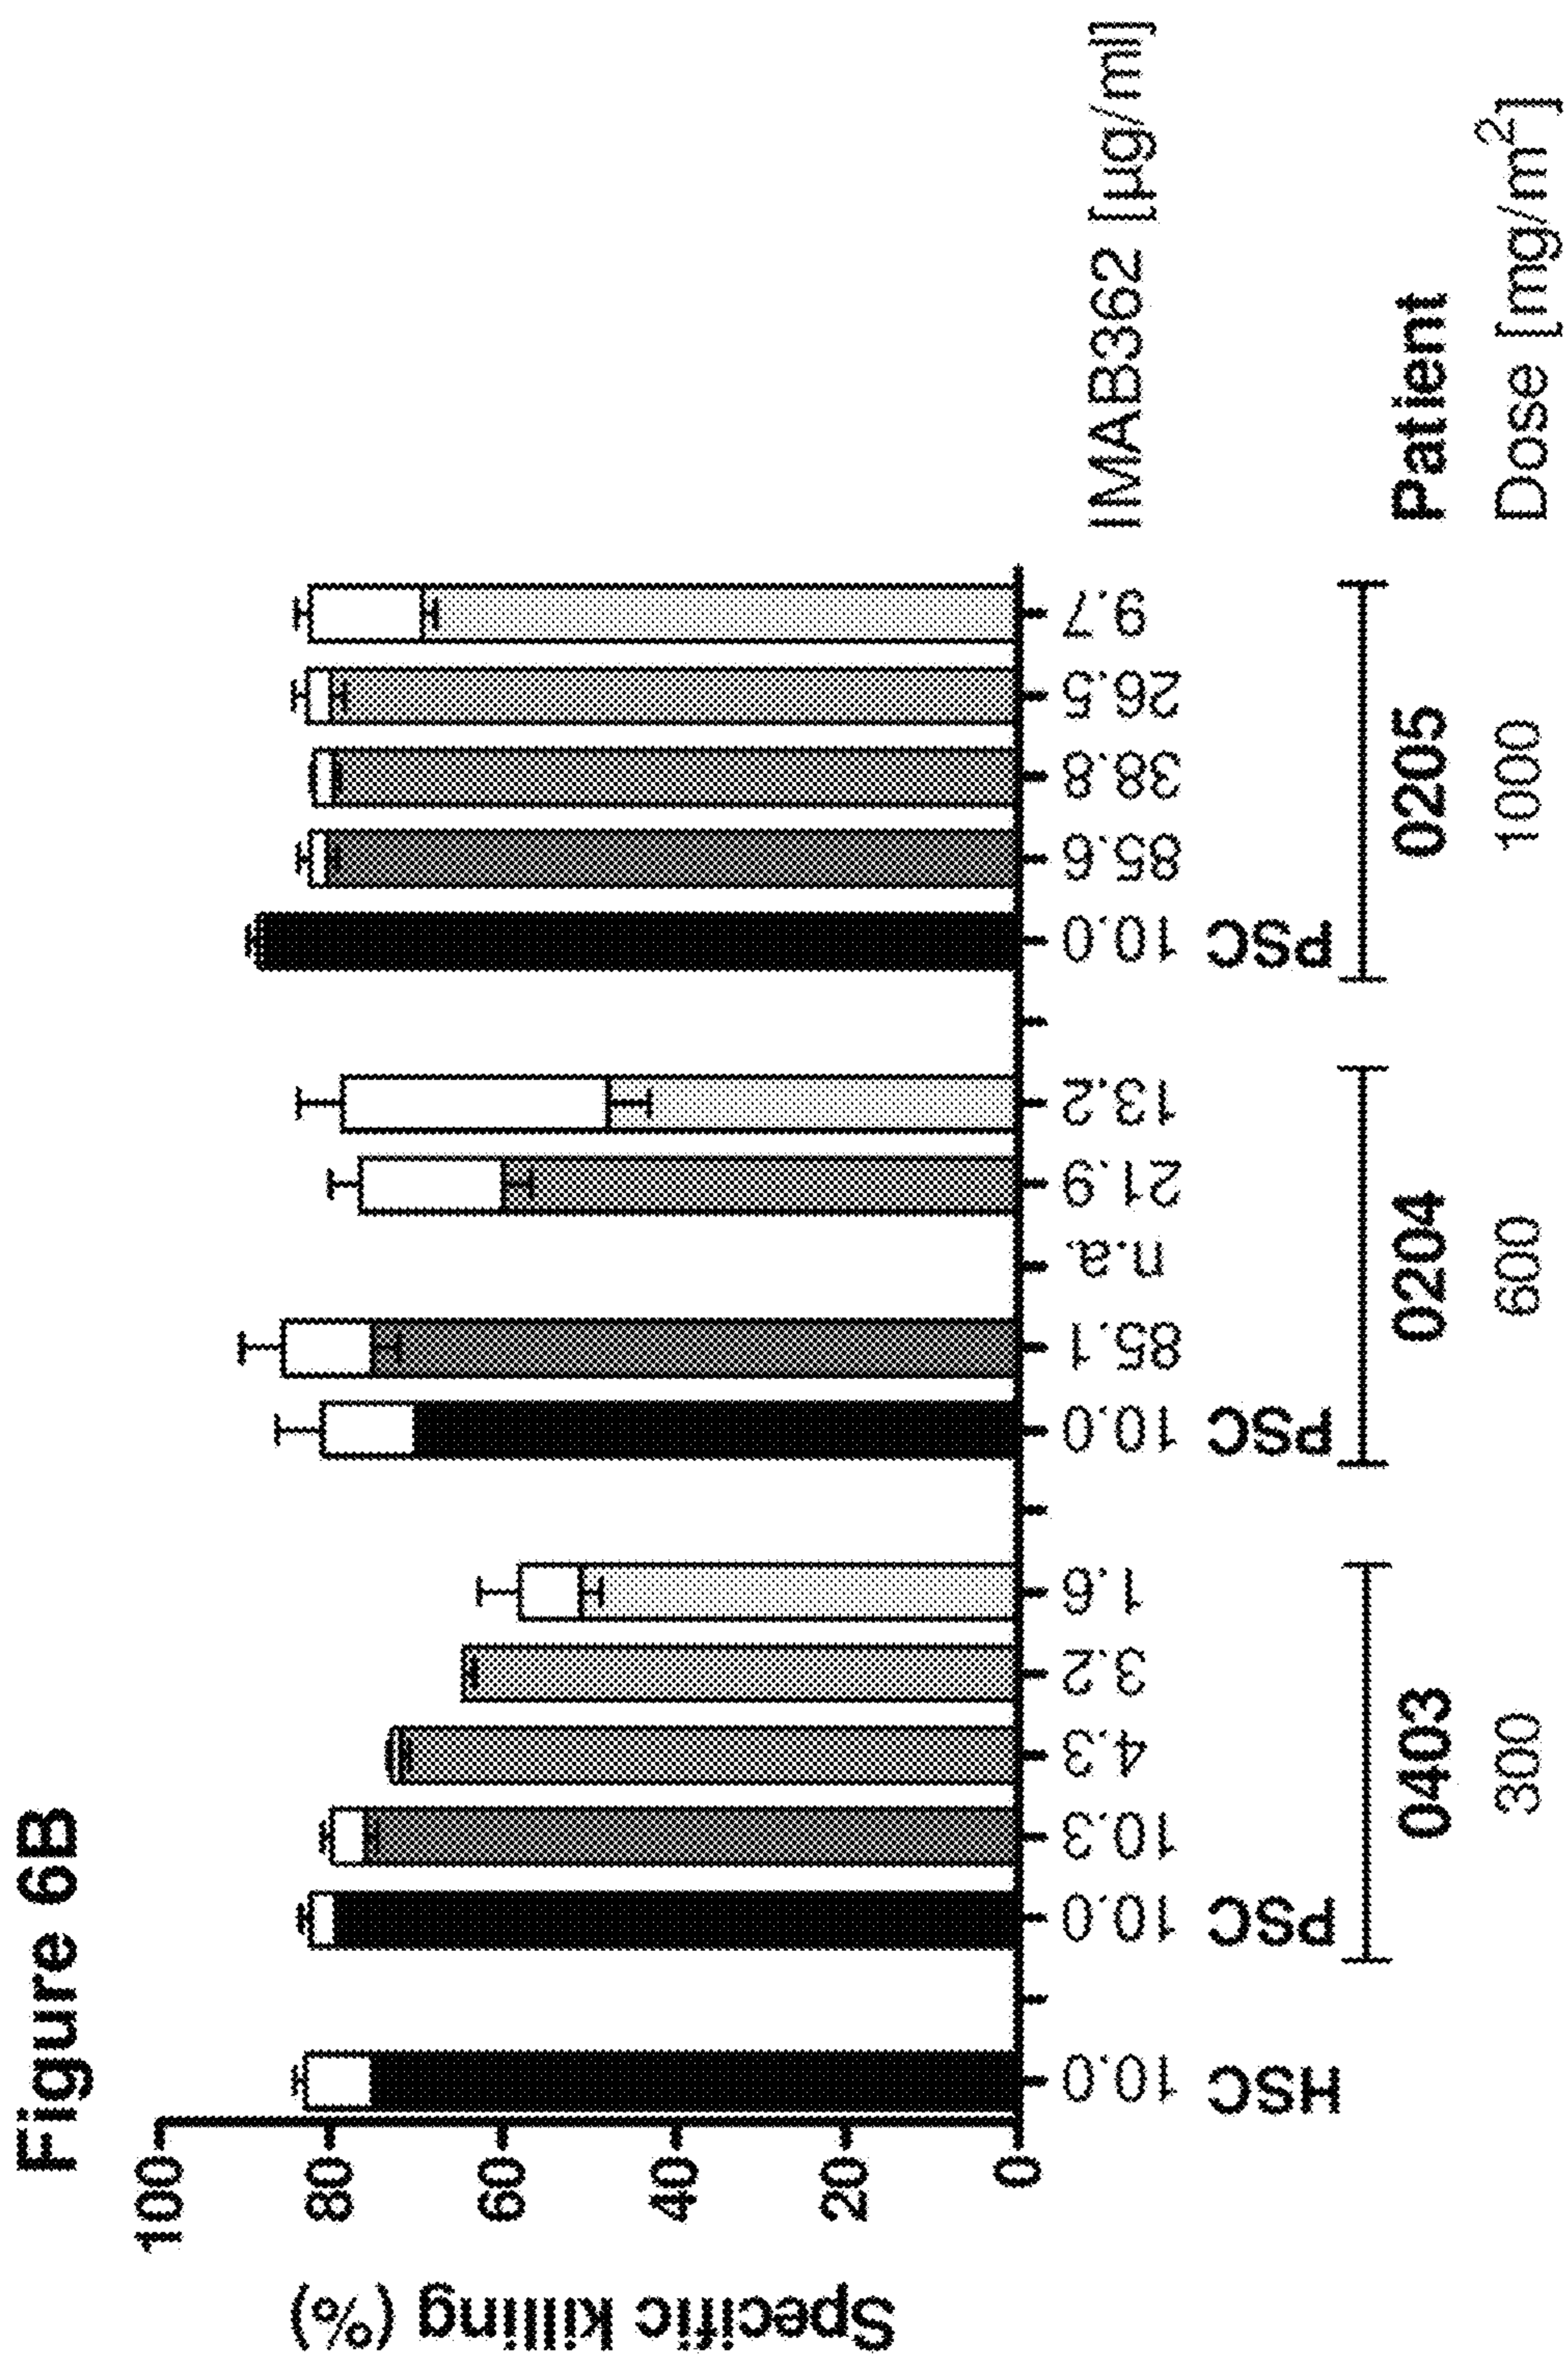 Figure 6B
Specific killing (%)
100
80
60
40
20
0
10.0 10.0 10.3 4.3 3.2 1.6 10.0 85.1 n.a. 21.9 13.2 10.0 85.6 38.8 26.5 9.7 IMAB362 [µg/ml]
HSC PSC PSC PSC
0403 0204 0205 Patient
300 600 1000 Dose [mg/m²]